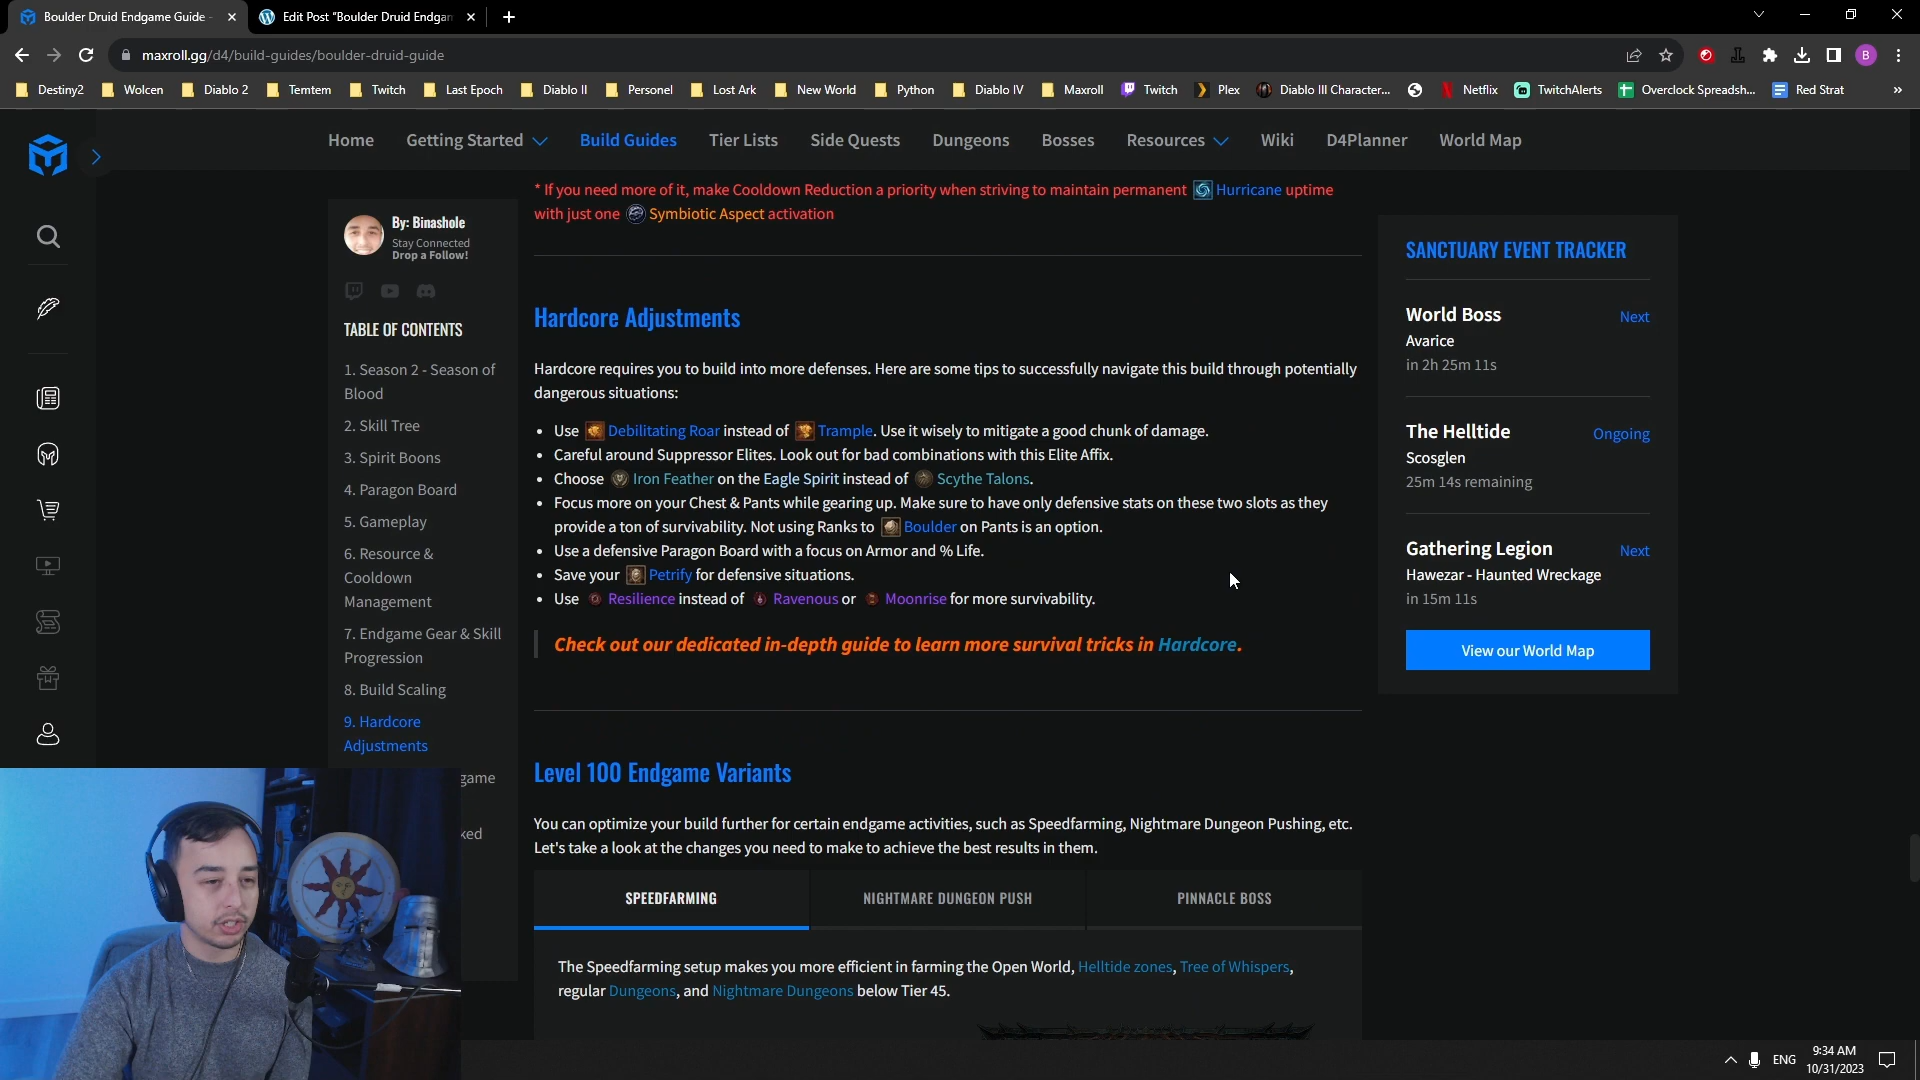 Boulder Druid Endgame Guide -
Edit Post "Boulder Druid Endgam
maxroll.gg/d4/build-guides/boulder-druid-guide
B
Destiny2 Wolcen Diablo 2 Temtem Twitch Last Epoch Diablo II Personel Lost Ark New World Python Diablo IV Maxroll Twitch Plex Diablo III Character... Netflix TwitchAlerts Overclock Spreadsh... Red Strat »
Home Getting Started Build Guides Tier Lists Side Quests Dungeons Bosses Resources Wiki D4Planner World Map
By: Binashole
Stay Connected
Drop a Follow!
TABLE OF CONTENTS
1. Season 2 - Season of
Blood
2. Skill Tree
3. Spirit Boons
4. Paragon Board
5. Gameplay
6. Resource &
Cooldown
Management
7. Endgame Gear & Skill
Progression
8. Build Scaling
9. Hardcore
Adjustments
game
ked
* If you need more of it, make Cooldown Reduction a priority when striving to maintain permanent Hurricane uptime
with just one Symbiotic Aspect activation
Hardcore Adjustments
Hardcore requires you to build into more defenses. Here are some tips to successfully navigate this build through potentially
dangerous situations:
• Use Debilitating Roar instead of Trample. Use it wisely to mitigate a good chunk of damage.
• Careful around Suppressor Elites. Look out for bad combinations with this Elite Affix.
• Choose Iron Feather on the Eagle Spirit instead of Scythe Talons.
• Focus more on your Chest & Pants while gearing up. Make sure to have only defensive stats on these two slots as they
provide a ton of survivability. Not using Ranks to Boulder on Pants is an option.
• Use a defensive Paragon Board with a focus on Armor and % Life.
• Save your Petrify for defensive situations.
• Use Resilience instead of Ravenous or Moonrise for more survivability.
Check out our dedicated in-depth guide to learn more survival tricks in Hardcore.
Level 100 Endgame Variants
You can optimize your build further for certain endgame activities, such as Speedfarming, Nightmare Dungeon Pushing, etc.
Let's take a look at the changes you need to make to achieve the best results in them.
SPEEDFARMING NIGHTMARE DUNGEON PUSH PINNACLE BOSS
The Speedfarming setup makes you more efficient in farming the Open World, Helltide zones, Tree of Whispers,
regular Dungeons, and Nightmare Dungeons below Tier 45.
SANCTUARY EVENT TRACKER
World Boss Next
Avarice
in 2h 25m 11s
The Helltide Ongoing
Scosglen
25m 14s remaining
Gathering Legion Next
Hawezar - Haunted Wreckage
in 15m 11s
View our World Map
ENG
9:34 AM
10/31/2023